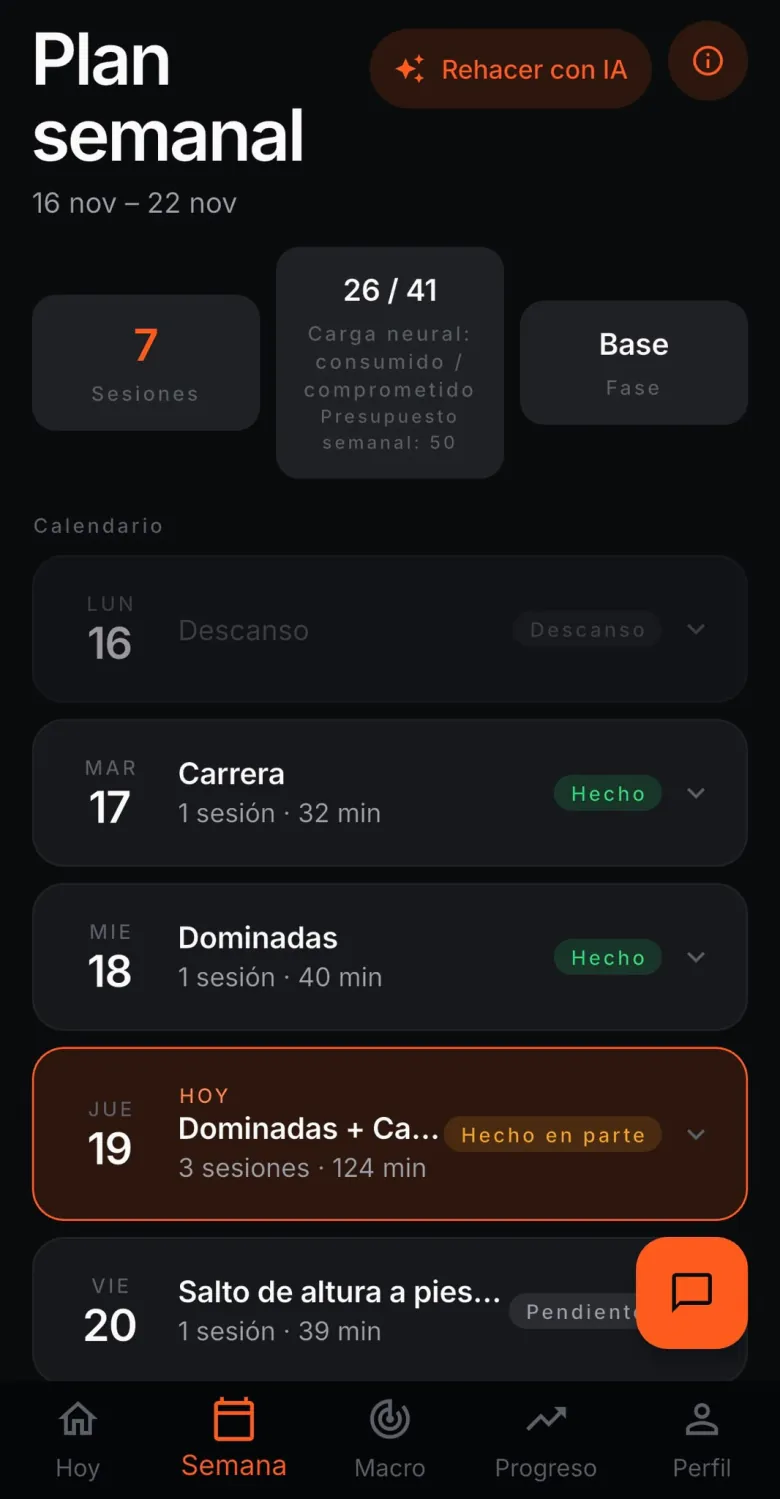 Plan
semanal
Rehacer con IA
16 nov – 22 nov
7
Sesiones
26 / 41
Carga neural:
consumido /
comprometido
Presupuesto
semanal: 50
Base
Fase
Calendario
LUN
16
Descanso
Descanso
MAR
17
Carrera
1 sesión · 32 min
Hecho
MIE
18
Dominadas
1 sesión · 40 min
Hecho
JUE
19
HOY
Dominadas + Ca...
3 sesiones · 124 min
Hecho en parte
VIE
20
Salto de altura a pies...
1 sesión · 39 min
Pendiente
Hoy
Semana
Macro
Progreso
Perfil